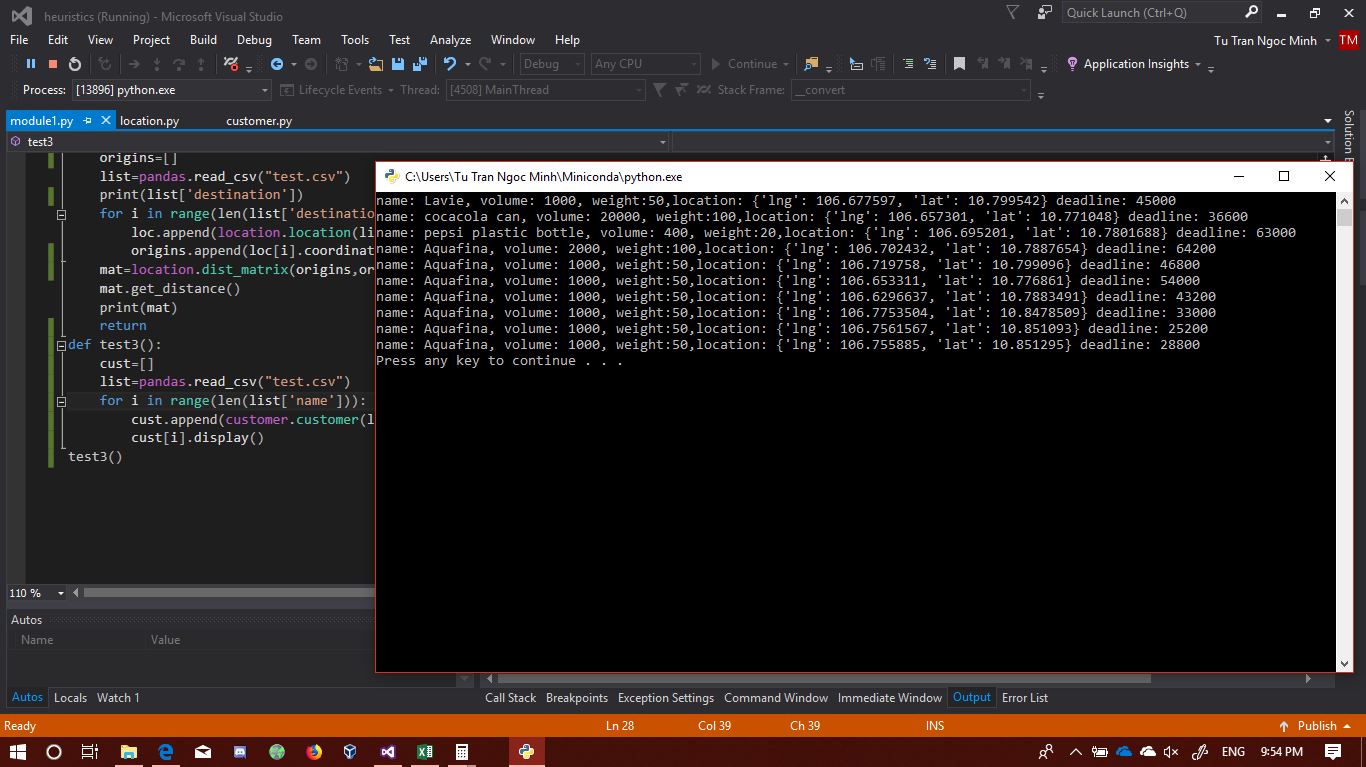 heuristics (Running) - Microsoft Visual Studio
Quick Launch (Ctrl+Q)
File Edit View Project Build Debug Team Tools Test Analyze Window Help
Tu Tran Ngoc Minh TM
Debug Any CPU Continue Application Insights
Process: [13896] python.exe Lifecycle Events Thread: [4508] MainThread Stack Frame: __convert
module1.py location.py customer.py
test3
Solution E
origins=[]
list=pandas.read_csv("test.csv")
print(list['destination'])
for i in range(len(list['destinatio
loc.append(location.location(li
origins.append(loc[i].coordinat
mat=location.dist_matrix(origins,or
mat.get_distance()
print(mat)
return
def test3():
cust=[]
list=pandas.read_csv("test.csv")
for i in range(len(list['name'])):
cust.append(customer.customer(l
cust[i].display()
test3()
C:\Users\Tu Tran Ngoc Minh\Miniconda\python.exe
name: Lavie, volume: 1000, weight:50,location: {'lng': 106.677597, 'lat': 10.799542} deadline: 45000
name: cocacola can, volume: 20000, weight:100,location: {'lng': 106.657301, 'lat': 10.771048} deadline: 36600
name: pepsi plastic bottle, volume: 400, weight:20,location: {'lng': 106.695201, 'lat': 10.7801688} deadline: 63000
name: Aquafina, volume: 2000, weight:100,location: {'lng': 106.702432, 'lat': 10.7887654} deadline: 64200
name: Aquafina, volume: 1000, weight:50,location: {'lng': 106.719758, 'lat': 10.799096} deadline: 46800
name: Aquafina, volume: 1000, weight:50,location: {'lng': 106.653311, 'lat': 10.776861} deadline: 54000
name: Aquafina, volume: 1000, weight:50,location: {'lng': 106.6296637, 'lat': 10.7883491} deadline: 43200
name: Aquafina, volume: 1000, weight:50,location: {'lng': 106.7753504, 'lat': 10.8478509} deadline: 33000
name: Aquafina, volume: 1000, weight:50,location: {'lng': 106.7561567, 'lat': 10.851093} deadline: 25200
name: Aquafina, volume: 1000, weight:50,location: {'lng': 106.755885, 'lat': 10.851295} deadline: 28800
Press any key to continue . . .
110 %
Autos
Name Value
Autos Locals Watch 1
Call Stack Breakpoints Exception Settings Command Window Immediate Window Output Error List
Ready Ln 28 Col 39 Ch 39 INS Publish
ENG 9:54 PM